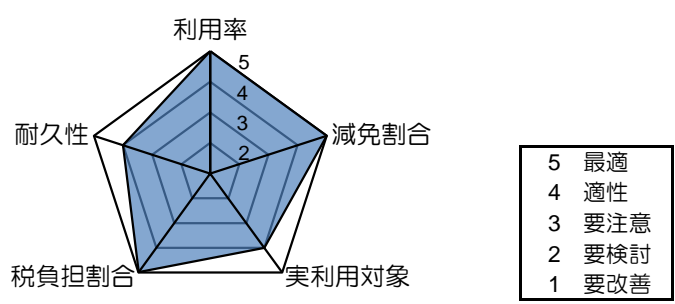 利用率
5
4
3
2
耐久性
減免割合
税負担割合
実利用対象
5 最適
4 適性
3 要注意
2 要検討
1 要改善